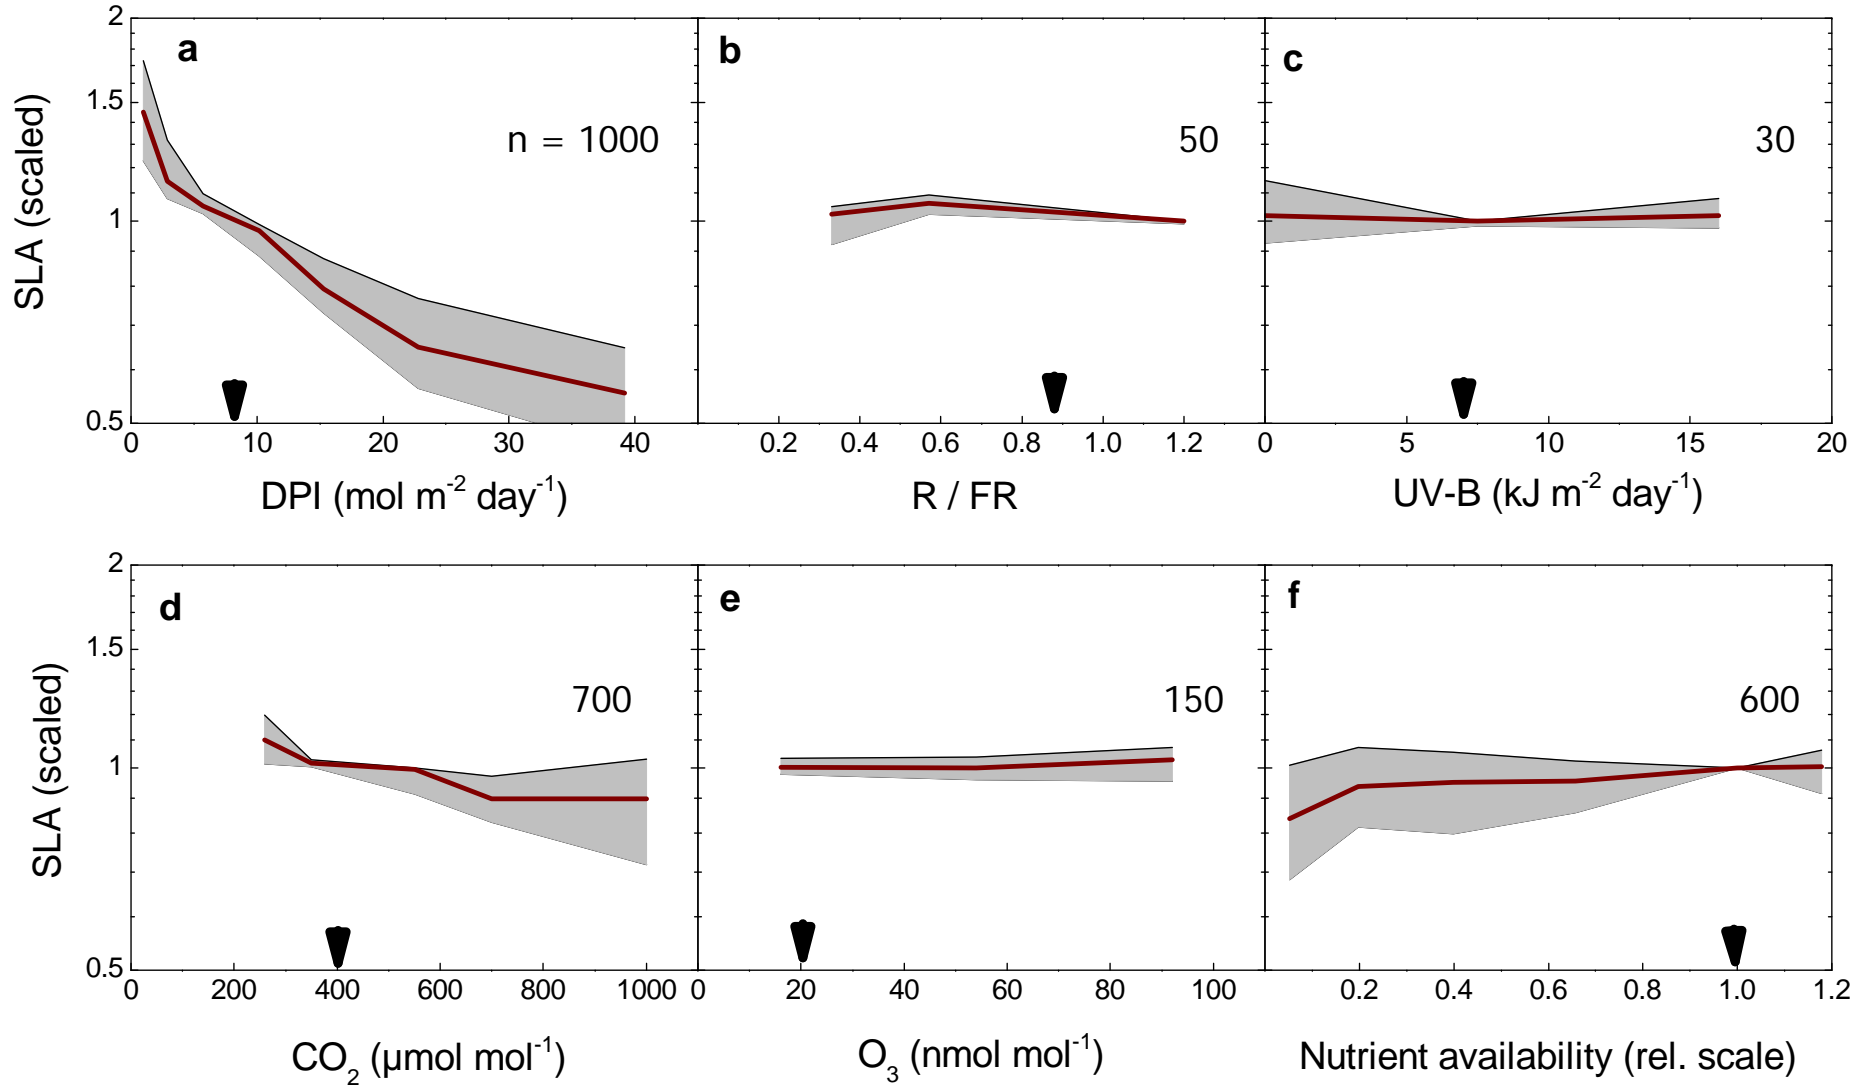 2
1.5
1
0.5
SLA (scaled)
a
n = 1000
0 10 20 30 40
DPI (mol m⁻² day⁻¹)
b
50
0.2 0.4 0.6 0.8 1.0 1.2
R / FR
c
30
0 5 10 15 20
UV-B (kJ m⁻² day⁻¹)
2
1.5
1
0.5
SLA (scaled)
d
700
0 200 400 600 800 1000
CO₂ (µmol mol⁻¹)
e
150
0 20 40 60 80 100
O₃ (nmol mol⁻¹)
f
600
0.2 0.4 0.6 0.8 1.0 1.2
Nutrient availability (rel. scale)